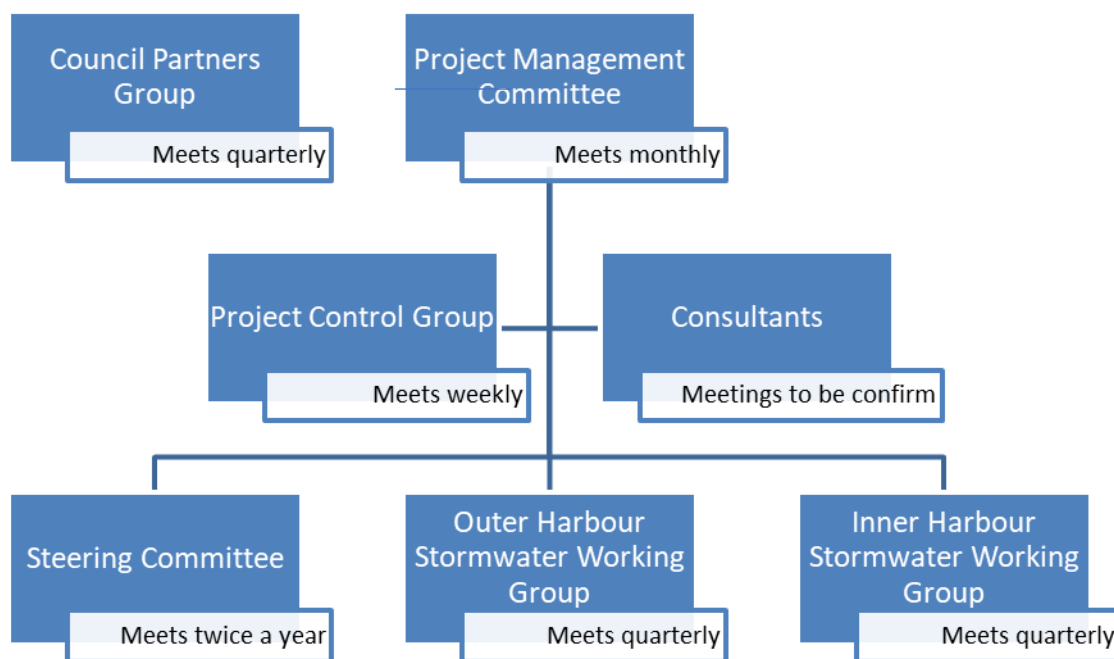 Council Partners
Group
Meets quarterly
Project Management
Committee
Meets monthly
Project Control Group
Meets weekly
Consultants
Meetings to be confirm
Steering Committee
Meets twice a year
Outer Harbour
Stormwater Working
Group
Meets quarterly
Inner Harbour
Stormwater Working
Group
Meets quarterly